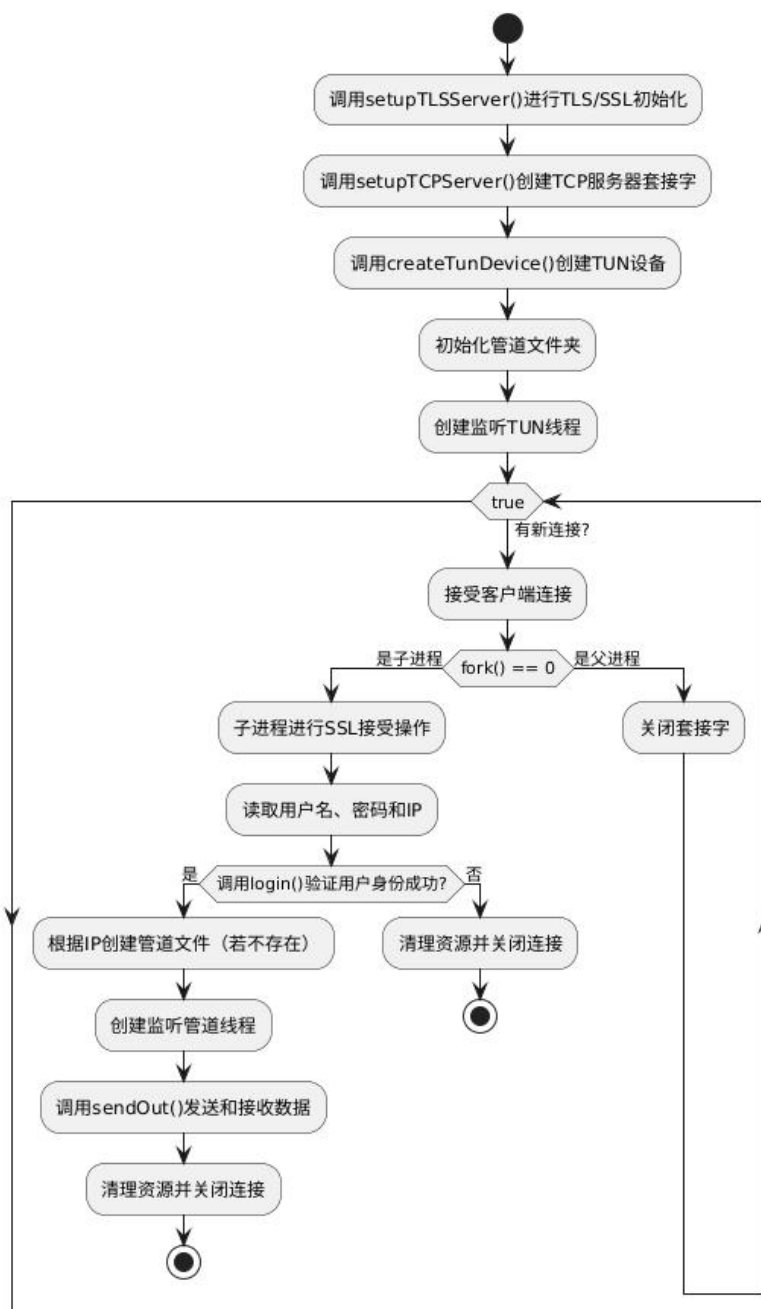 调用setupTLSServer()进行TLS/SSL初始化
调用setupTCPServer()创建TCP服务器套接字
调用createTunDevice()创建TUN设备
初始化管道文件夹
创建监听TUN线程
true
有新连接?
接受客户端连接
是子进程
fork() == 0
是父进程
子进程进行SSL接受操作
关闭套接字
读取用户名、密码和IP
是
调用login()验证用户身份成功?
否
根据IP创建管道文件（若不存在）
清理资源并关闭连接
创建监听管道线程
调用sendOut()发送和接收数据
清理资源并关闭连接